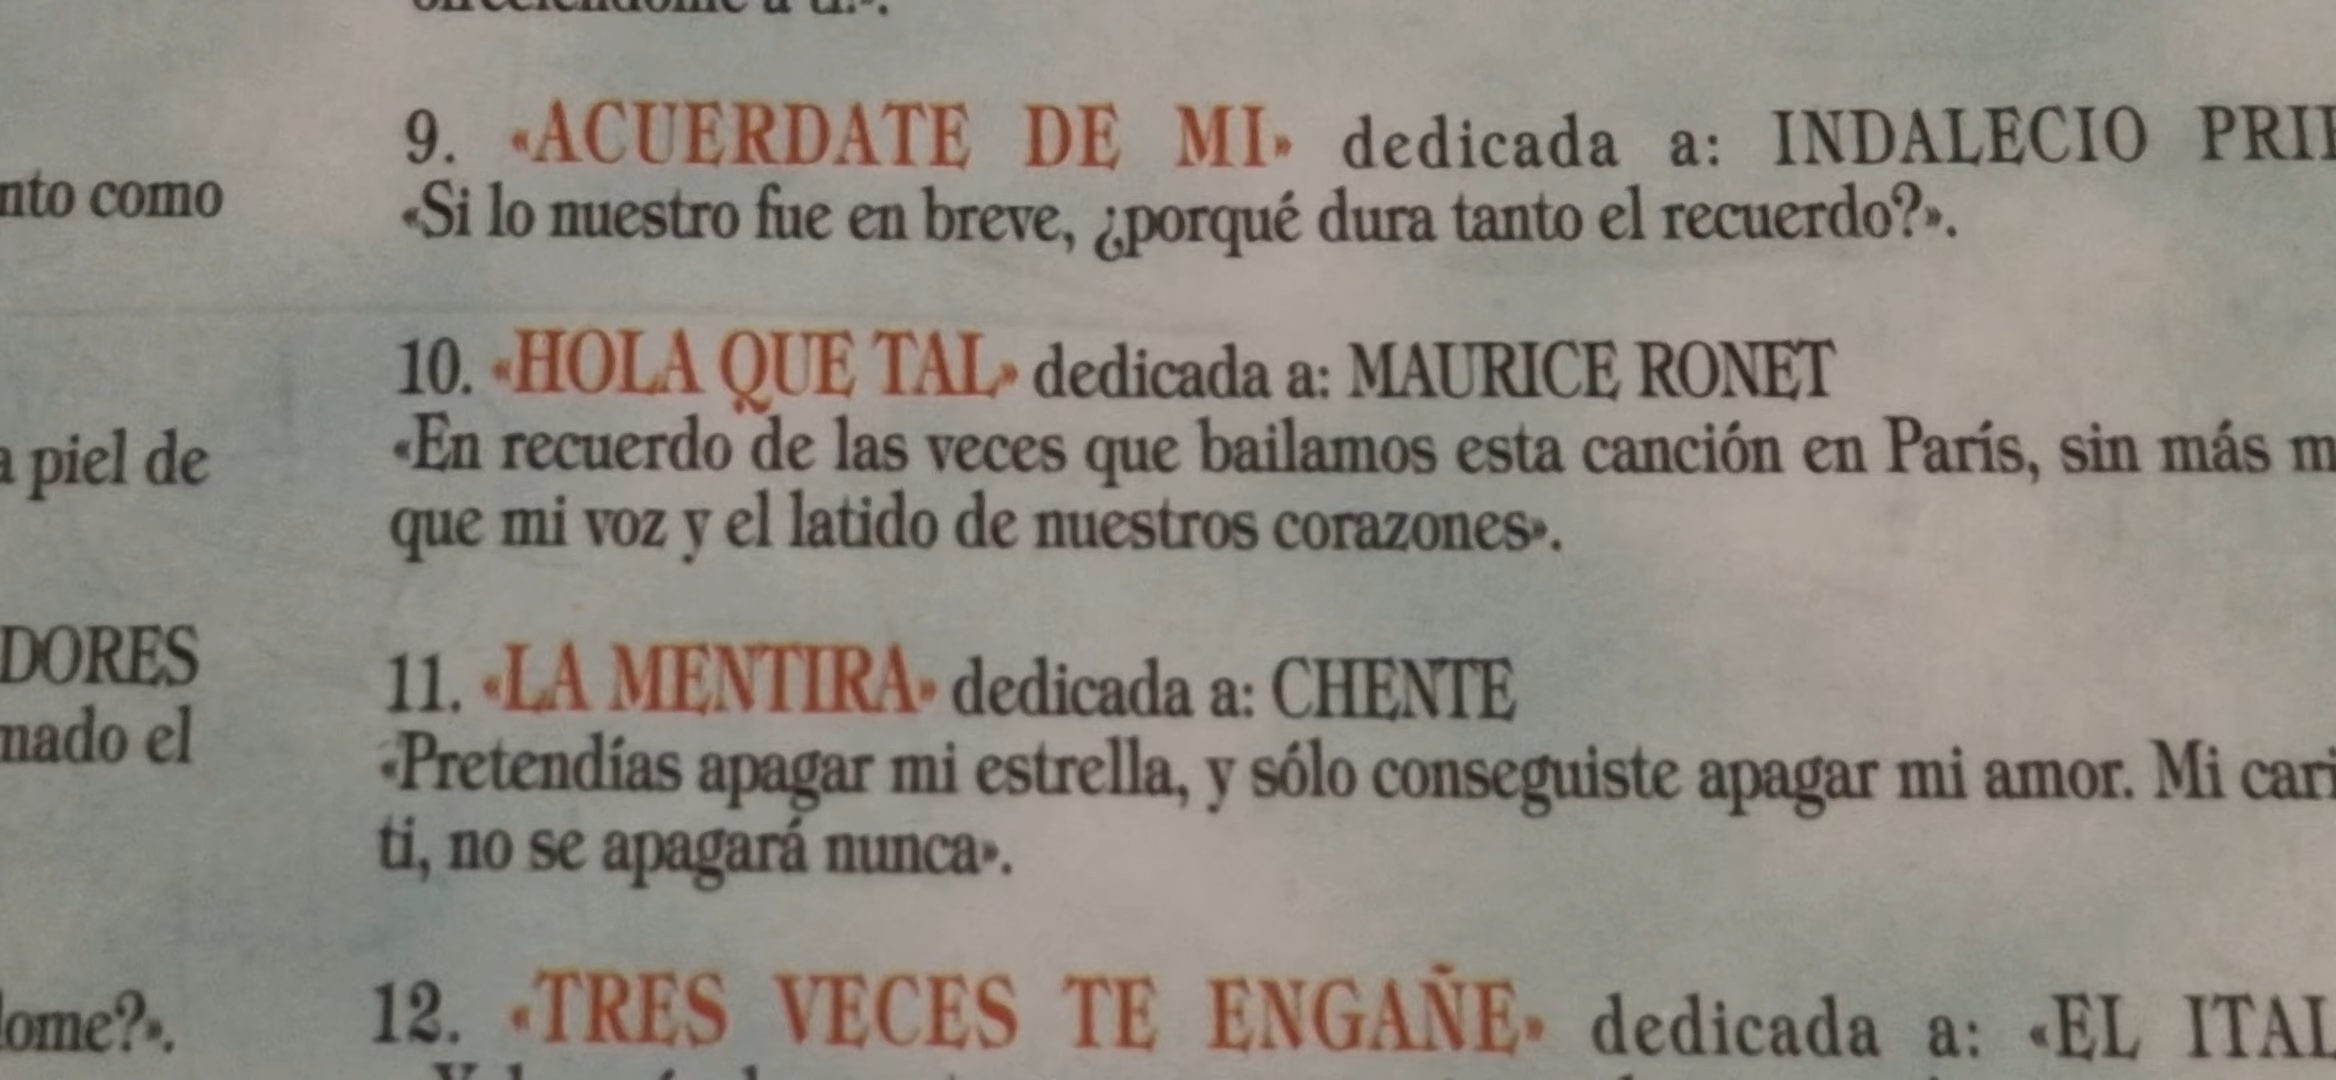 nto como
a piel de
DORES
nado el
9. «ACUERDATE DE MI» dedicada a: INDALECIO
«Si lo nuestro fue en breve, ¿porqué dura tanto el recuerdo?».
10. «HOLA QUE TAL» dedicada a: MAURICE RONET
«En recuerdo de las veces que bailamos esta canción en París, sin más m
que mi voz y el latido de nuestros corazones».
11. «LA MENTIRA» dedicada a: CHENTE
«Pretendías apagar mi estrella, y sólo conseguiste apagar mi amor. Mi cari
ti, no se apagará nunca».
12. «TRES VECES TE ENGAÑE» dedicada a: «EL ITAL